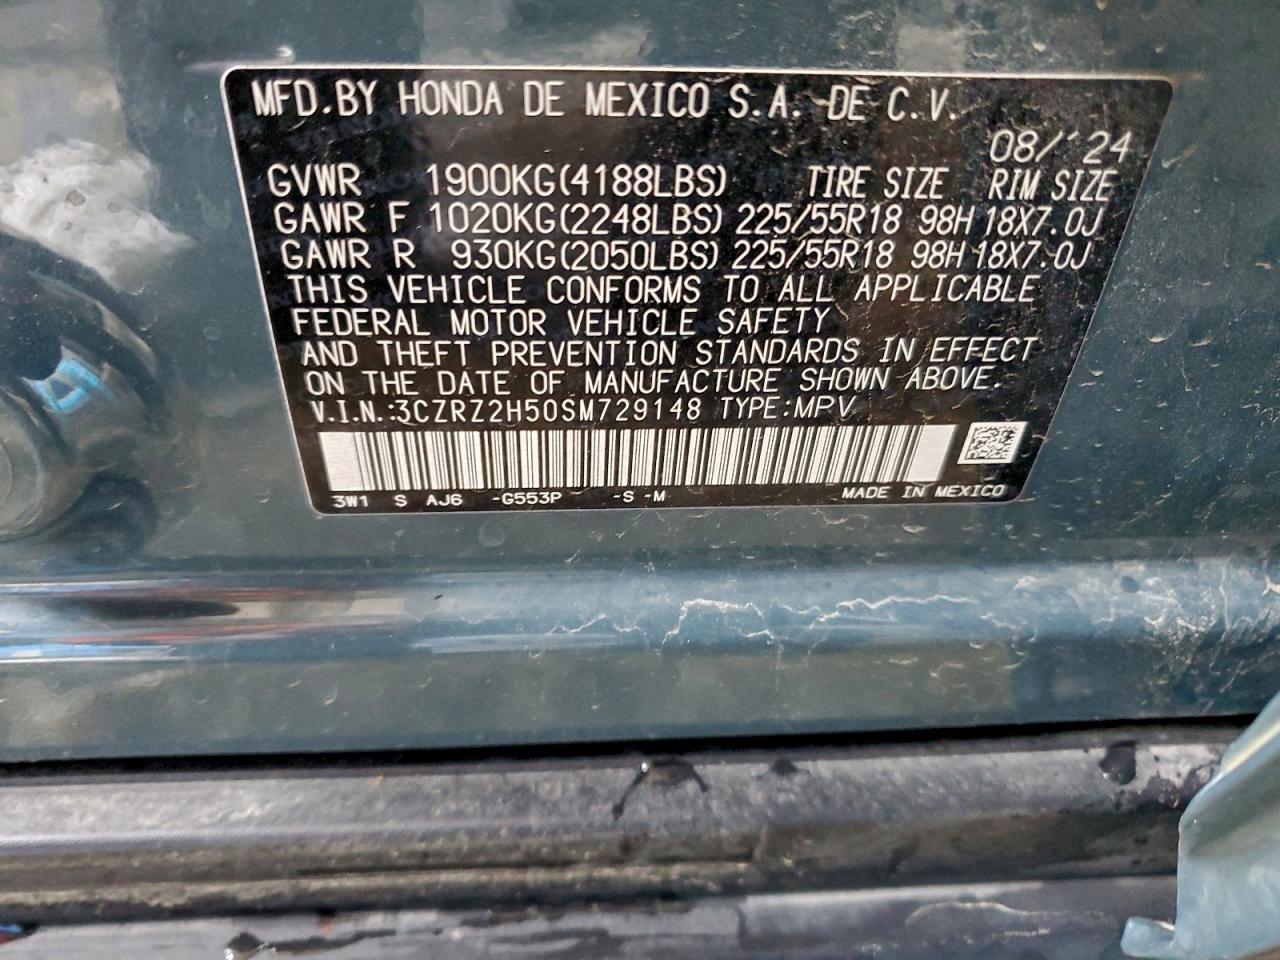 MFD.BY HONDA DE MEXICO S.A. DE C.V.
08/'24
GVWR 1900KG(4188LBS) TIRE SIZE RIM SIZE
GAWR F 1020KG(2248LBS) 225/55R18 98H 18X7.0J
GAWR R 930KG(2050LBS) 225/55R18 98H 18X7.0J
THIS VEHICLE CONFORMS TO ALL APPLICABLE
FEDERAL MOTOR VEHICLE SAFETY
AND THEFT PREVENTION STANDARDS IN EFFECT
ON THE DATE OF MANUFACTURE SHOWN ABOVE.
V.I.N.:3CZRZ2H50SM729148 TYPE:MPV
3W1 S AJ6 -G553P -S -M MADE IN MEXICO